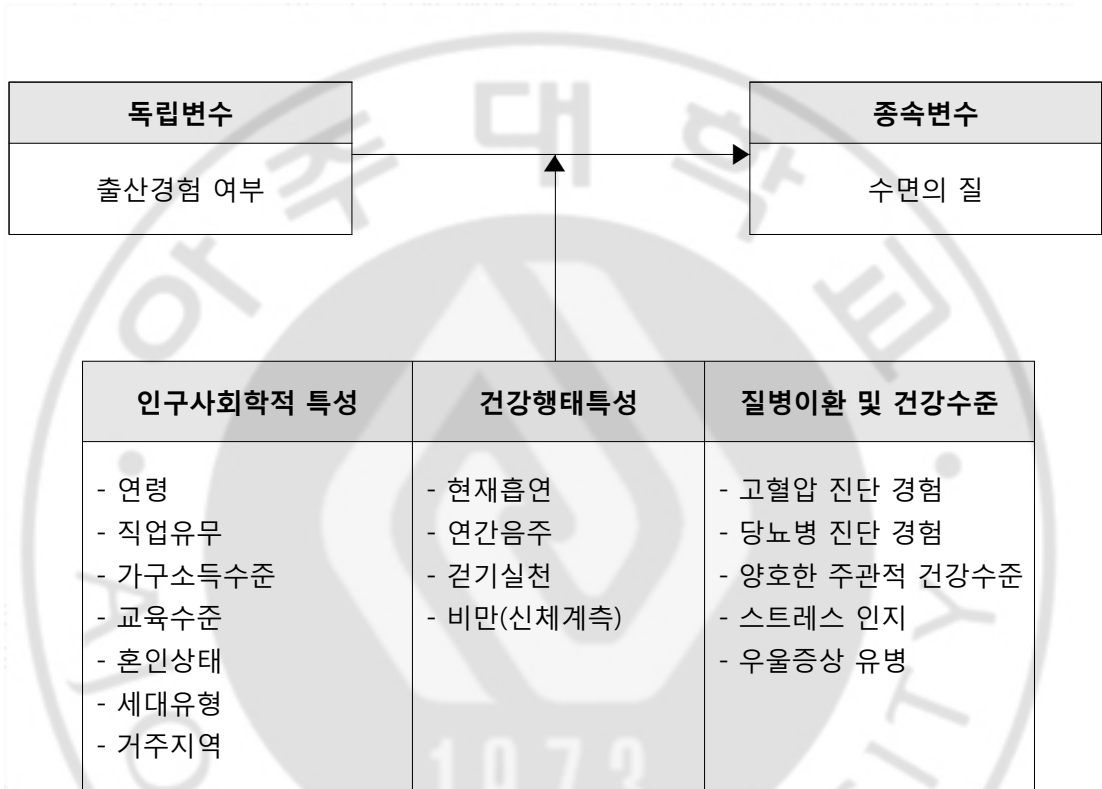 독립변수
출산경험 여부
종속변수
수면의 질
인구사회학적 특성
- 연령
- 직업유무
- 가구소득수준
- 교육수준
- 혼인상태
- 세대유형
- 거주지역
건강행태특성
- 현재흡연
- 연간음주
- 걷기실천
- 비만(신체계측)
질병이환 및 건강수준
- 고혈압 진단 경험
- 당뇨병 진단 경험
- 양호한 주관적 건강수준
- 스트레스 인지
- 우울증상 유병
아주대학교
1973